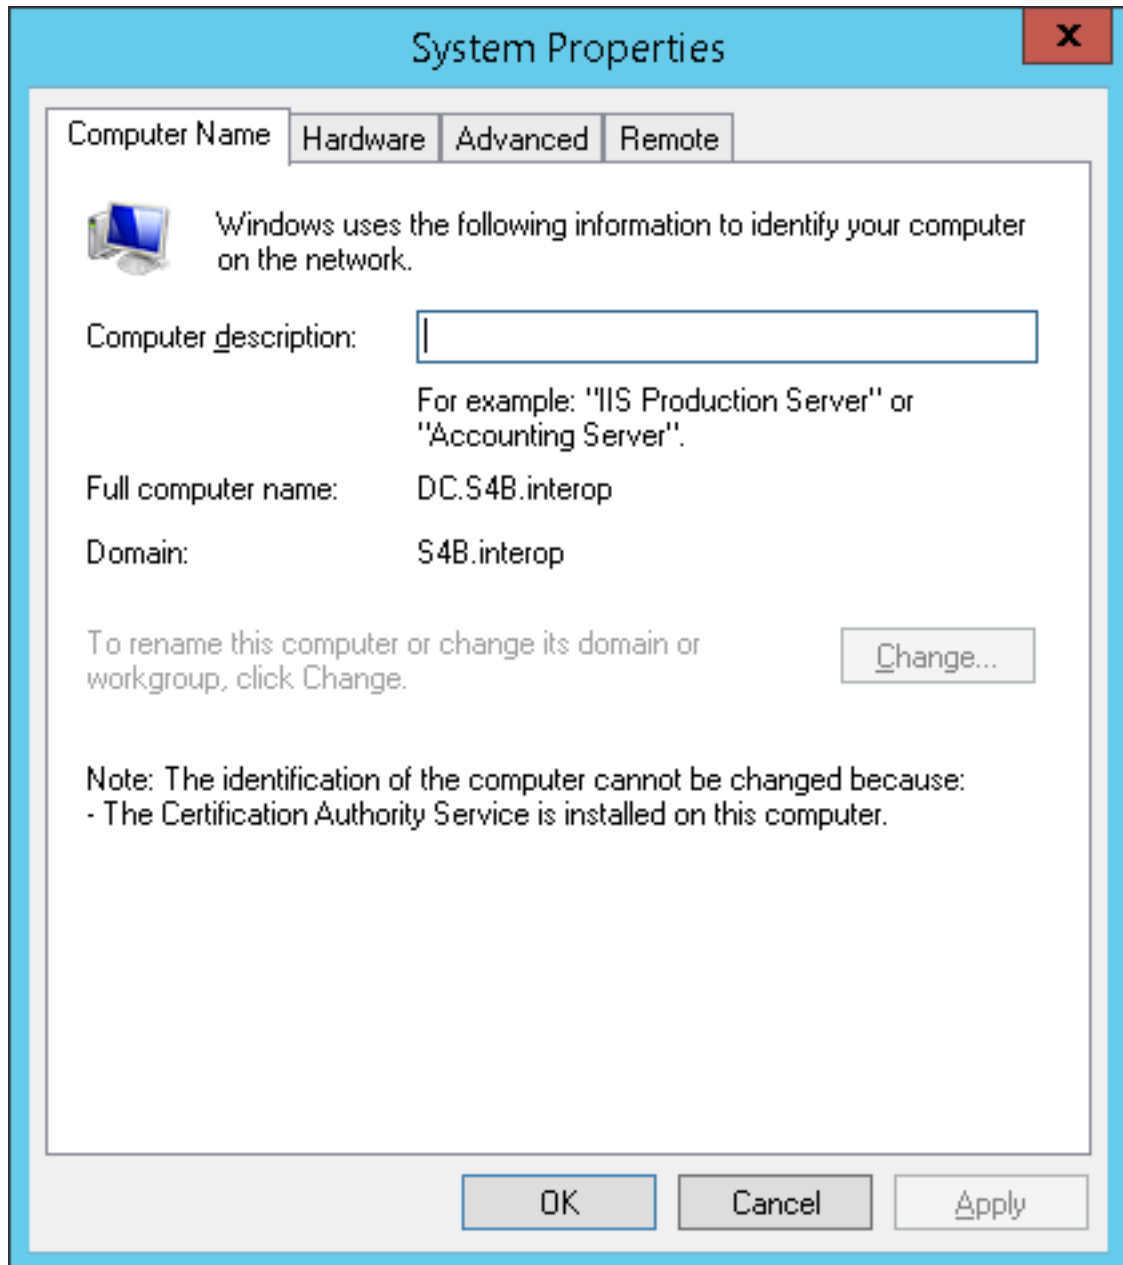 System Properties
x
Computer Name
Hardware
Advanced
Remote
Windows uses the following information to identify your computer
on the network.
Computer description:
For example: "IIS Production Server" or
"Accounting Server".
Full computer name:
DC.S4B.interop
Domain:
S4B.interop
To rename this computer or change its domain or
workgroup, click Change.
Change...
Note: The identification of the computer cannot be changed because:
- The Certification Authority Service is installed on this computer.
OK
Cancel
Apply